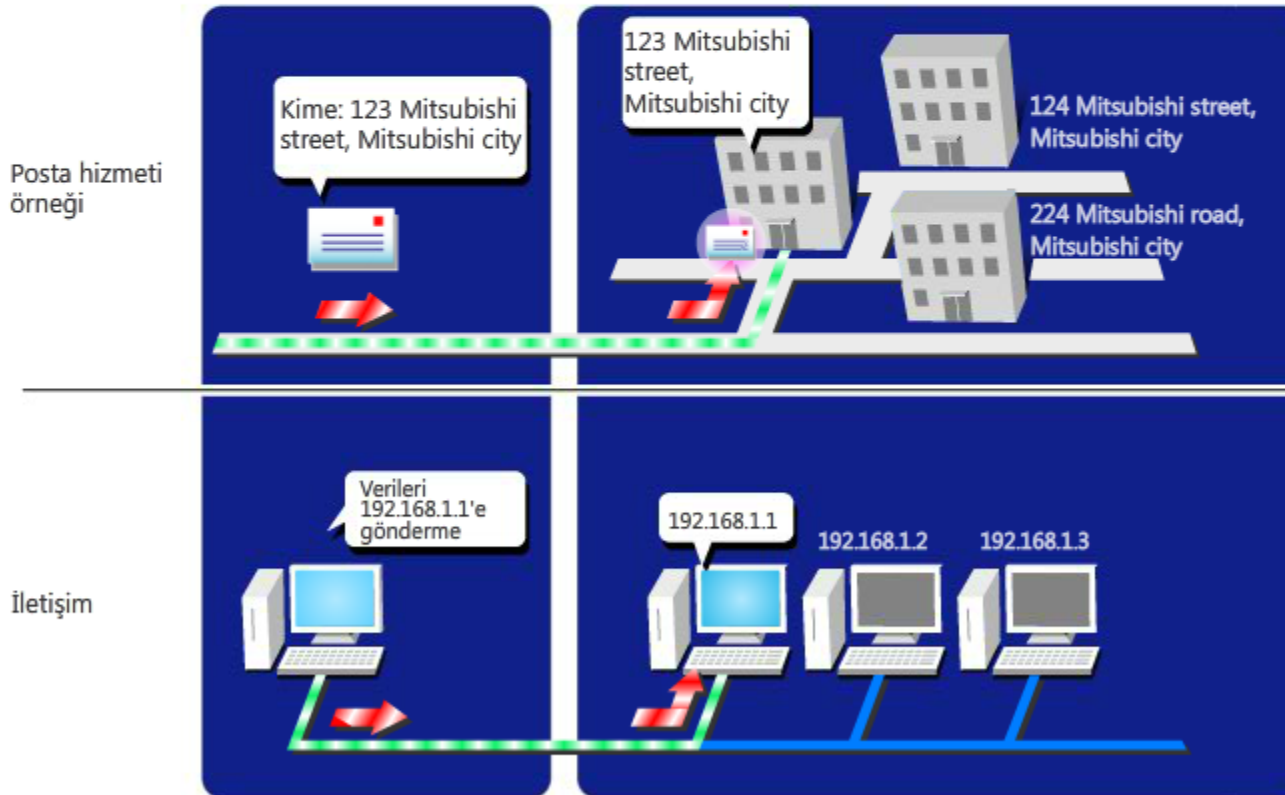 Posta hizmeti
örneği
Kime: 123 Mitsubishi
street, Mitsubishi city
123 Mitsubishi
street,
Mitsubishi city
124 Mitsubishi street,
Mitsubishi city
224 Mitsubishi road,
Mitsubishi city
İletişim
Verileri
192.168.1.1'e
gönderme
192.168.1.1
192.168.1.2
192.168.1.3